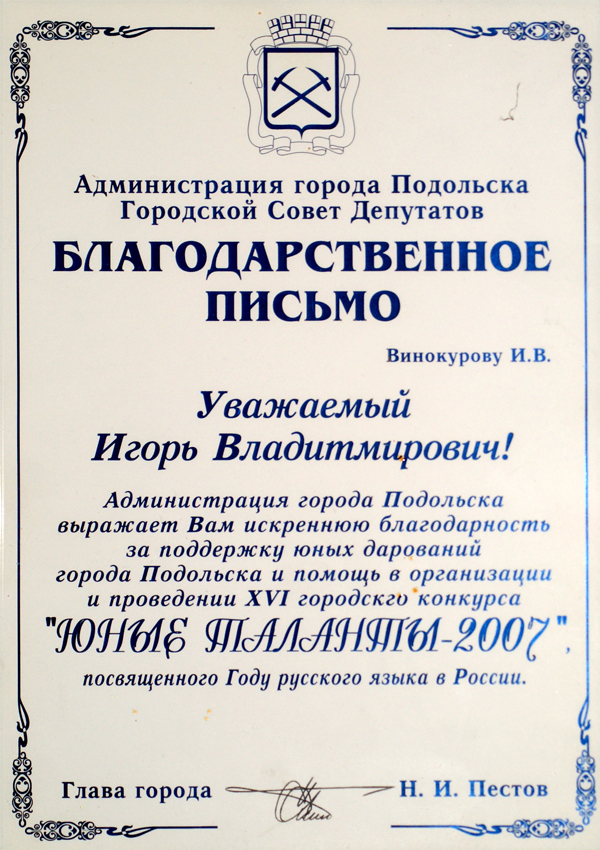 Администрация города Подольска
Городской Совет Депутатов
БЛАГОДАРСТВЕННОЕ
ПИСЬМО
Винокурову И.В.
Уважаемый
Игорь Владитмирович!
Администрация города Подольска
выражает Вам искреннюю благодарность
за поддержку юных дарований
города Подольска и помощь в организации
и проведении XVI городскго конкурса
"ЮНЫЕ ТАЛАНТЫ-2007",
посвященного Году русского языка в России.
Глава города Н. И. Пестов